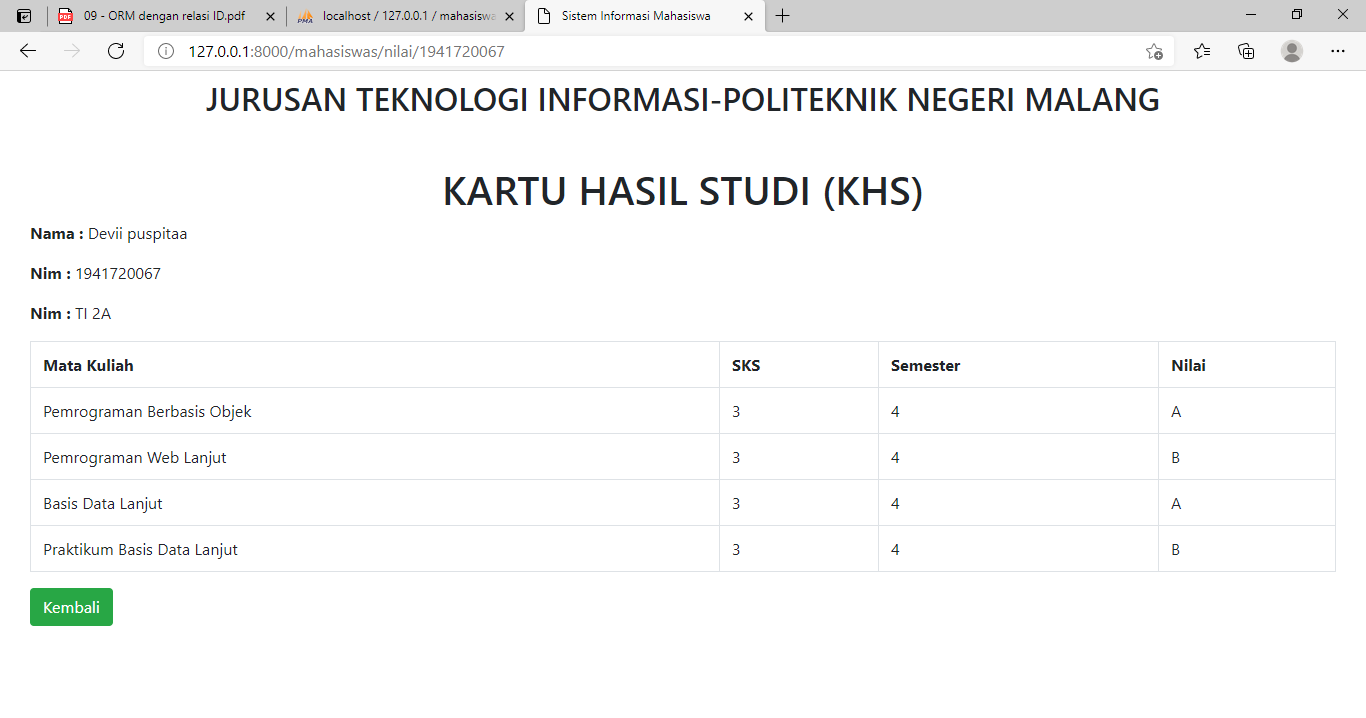 09 - ORM dengan relasi ID.pdf
localhost / 127.0.0.1 / mahasiswa
Sistem Informasi Mahasiswa
127.0.0.1:8000/mahasiswas/nilai/1941720067
JURUSAN TEKNOLOGI INFORMASI-POLITEKNIK NEGERI MALANG
KARTU HASIL STUDI (KHS)
Nama : Devii puspitaa
Nim : 1941720067
Nim : TI 2A
Mata Kuliah SKS Semester Nilai
Pemrograman Berbasis Objek 3 4 A
Pemrograman Web Lanjut 3 4 B
Basis Data Lanjut 3 4 A
Praktikum Basis Data Lanjut 3 4 B
Kembali